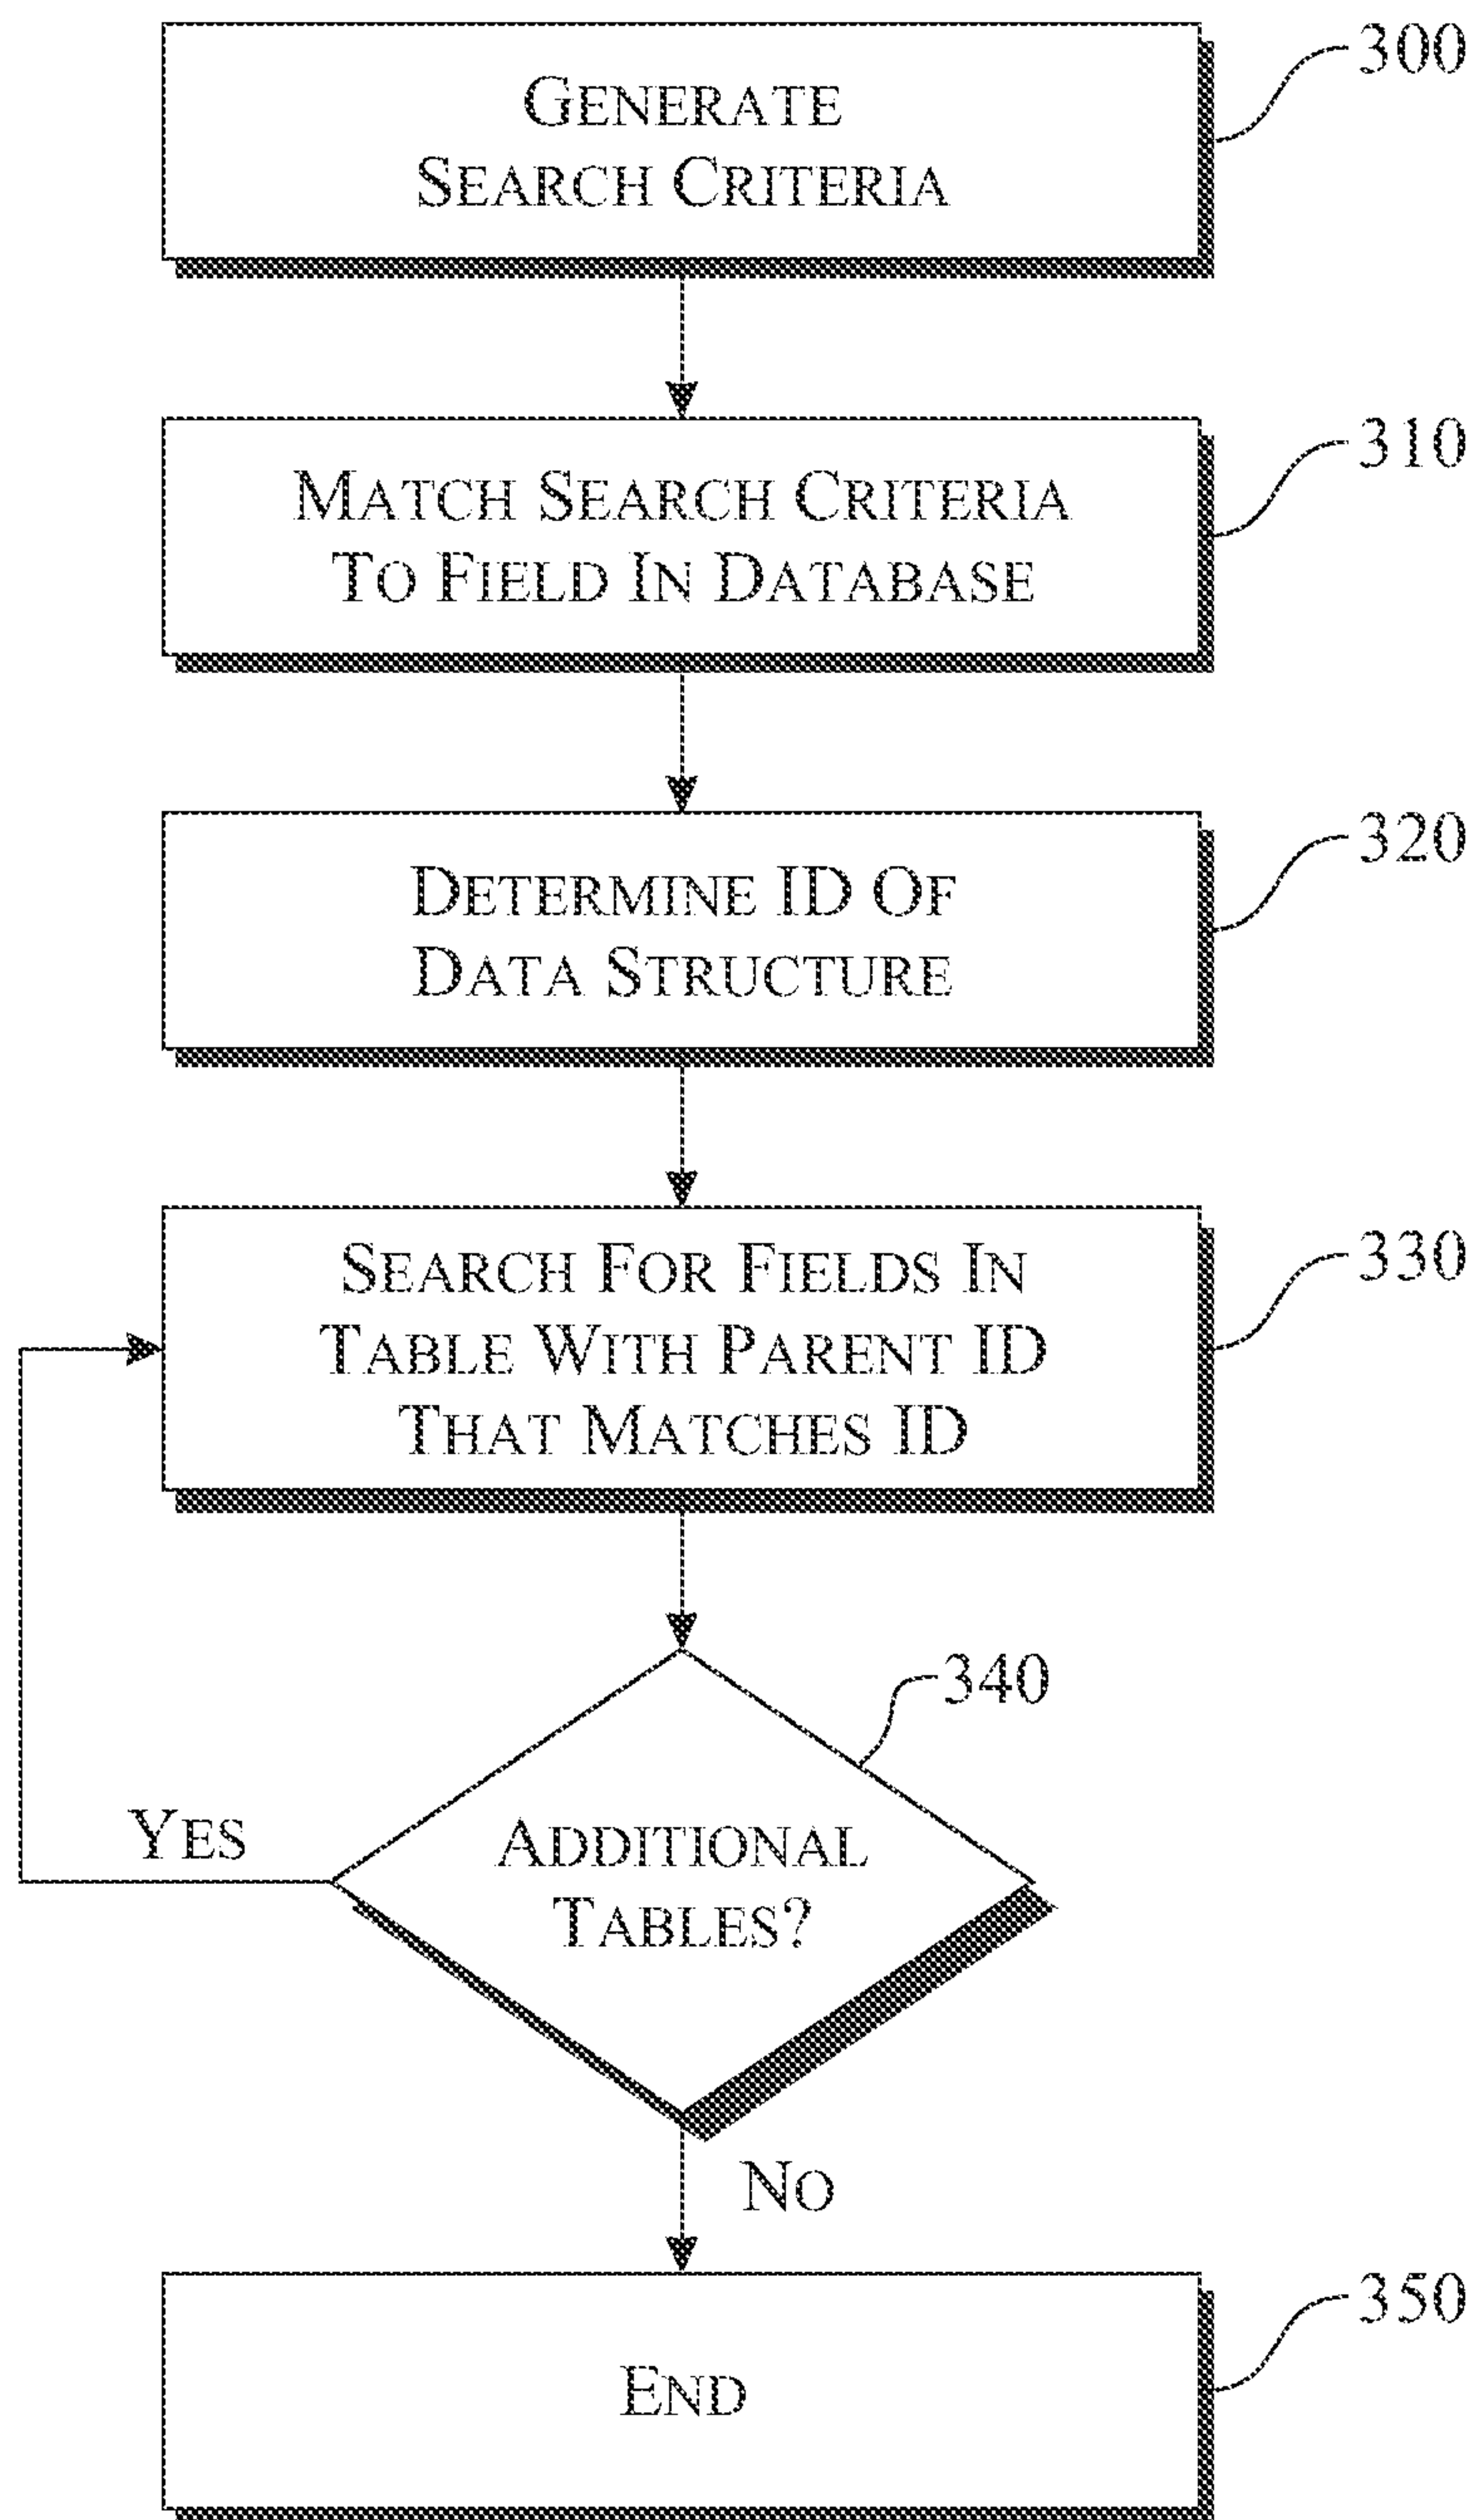 GENERATE
SEARCH CRITERIA
300
MATCH SEARCH CRITERIA
TO FIELD IN DATABASE
310
DETERMINE ID OF
DATA STRUCTURE
320
SEARCH FOR FIELDS IN
TABLE WITH PARENT ID
THAT MATCHES ID
330
340
YES
ADDITIONAL
TABLES?
NO
END
350